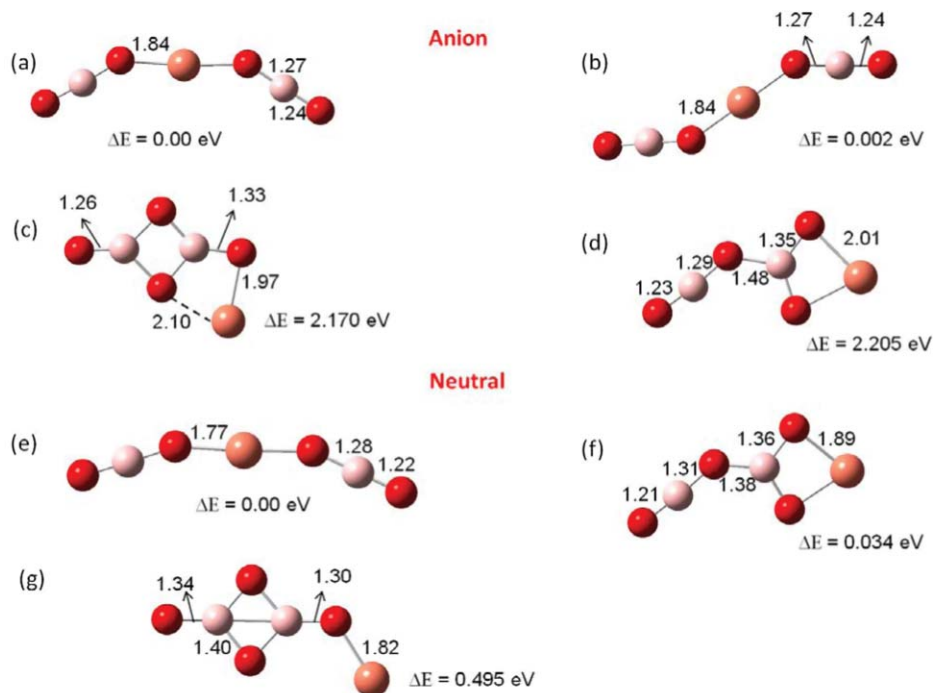 Anion
(a)
1.84
1.27
1.24
ΔE = 0.00 eV
(b)
1.27
1.24
1.84
ΔE = 0.002 eV
(c)
1.26
1.33
1.97
2.10
ΔE = 2.170 eV
(d)
1.23
1.29
1.48
1.35
2.01
ΔE = 2.205 eV
Neutral
(e)
1.77
1.28
1.22
ΔE = 0.00 eV
(f)
1.21
1.31
1.38
1.36
1.89
ΔE = 0.034 eV
(g)
1.34
1.30
1.40
1.82
ΔE = 0.495 eV